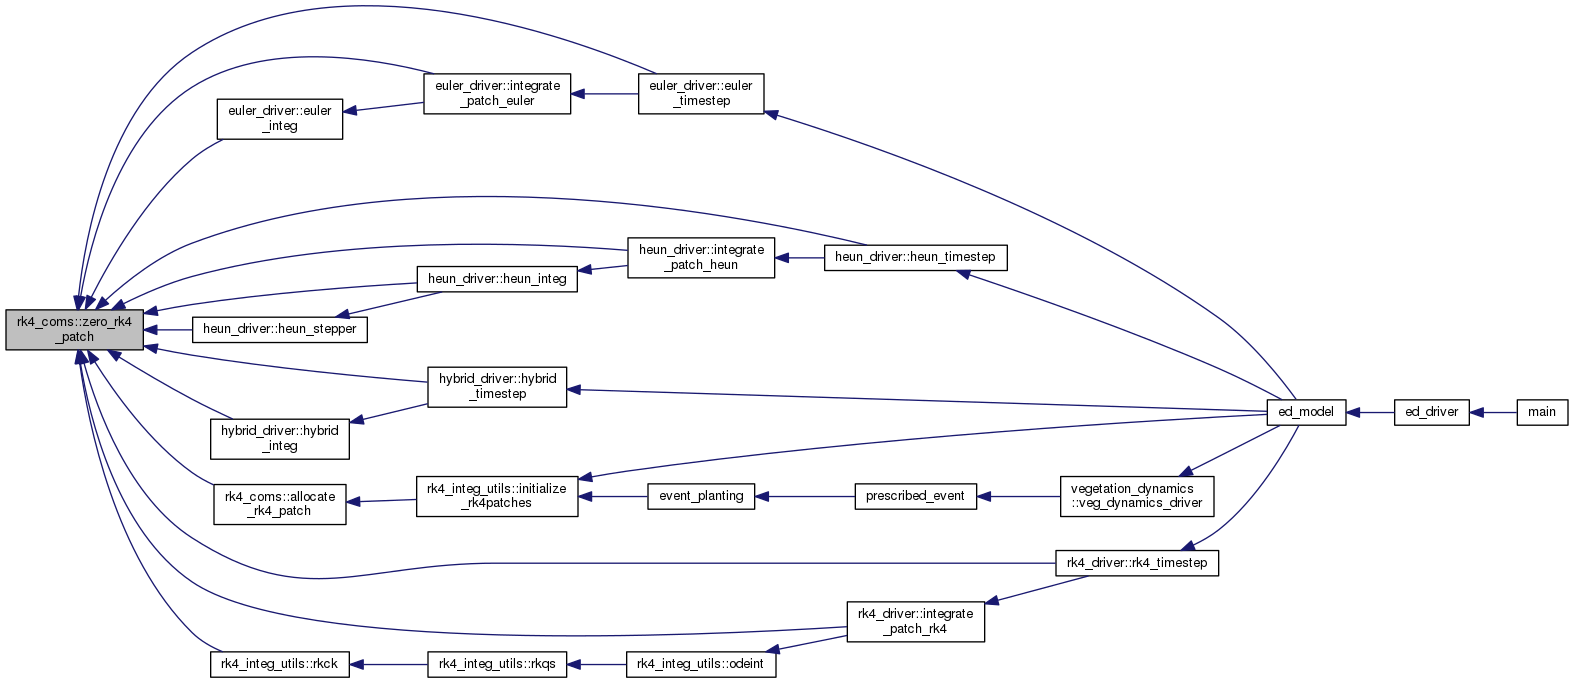 euler_driver::integrate
_patch_euler
euler_driver::euler
_timestep
euler_driver::euler
_integ
heun_driver::integrate
_patch_heun
heun_driver::heun_timestep
heun_driver::heun_integ
rk4_coms::zero_rk4
_patch
heun_driver::heun_stepper
hybrid_driver::hybrid
_timestep
ed_model
ed_driver
main
hybrid_driver::hybrid
_integ
rk4_coms::allocate
_rk4_patch
rk4_integ_utils::initialize
_rk4patches
event_planting
prescribed_event
vegetation_dynamics
::veg_dynamics_driver
rk4_driver::rk4_timestep
rk4_driver::integrate
_patch_rk4
rk4_integ_utils::rkck
rk4_integ_utils::rkqs
rk4_integ_utils::odeint